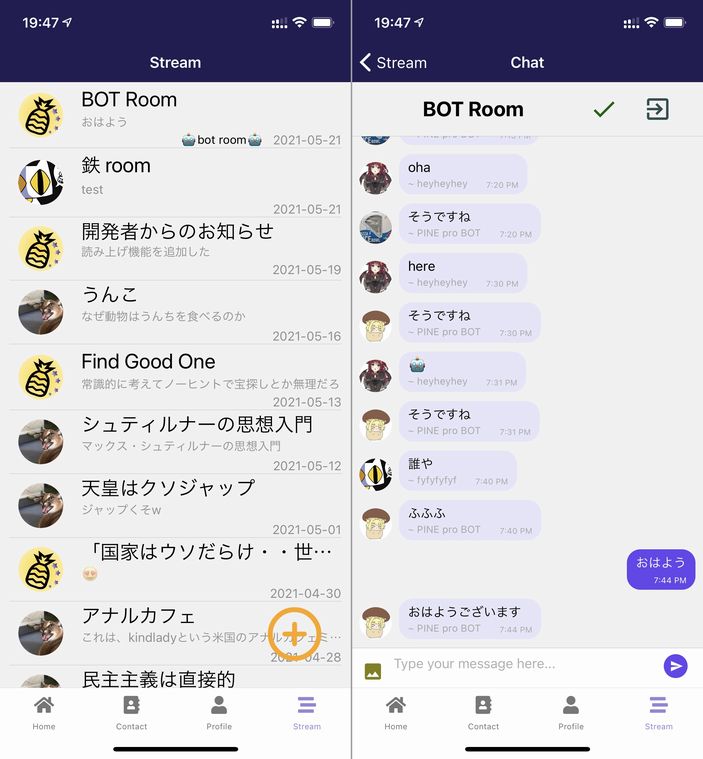 19:47
Stream
BOT Room
おはよう
🤖bot room🤖
2021-05-21
鉄 room
test
2021-05-21
開発者からのお知らせ
読み上げ機能を追加した
2021-05-19
うんこ
なぜ動物はうんちを食べるのか
2021-05-16
Find Good One
常識的に考えてノーヒントで宝探しとか無理だろ
2021-05-13
シュティルナーの思想入門
マックス・シュティルナーの思想入門
2021-05-12
天皇はクソジャップ
ジャップくそw
2021-05-01
「国家はウソだらけ・・世…
😍
2021-04-30
アナルカフェ
これは、kindladyという米国のアナルカフェミ…
2021-04-28
民主主義は直接的
Home
Contact
Profile
Stream
19:47
Stream
Chat
BOT Room
~ PINE pro BOT
oha
~ heyheyhey 7:20 PM
そうですね
~ PINE pro BOT 7:20 PM
here
~ heyheyhey 7:30 PM
そうですね
~ PINE pro BOT 7:30 PM
🤖
~ heyheyhey 7:31 PM
そうですね
~ PINE pro BOT 7:31 PM
誰や
~ fyfyfyfyf 7:40 PM
ふふふ
~ PINE pro BOT 7:40 PM
おはよう
7:44 PM
おはようございます
~ PINE pro BOT 7:44 PM
Type your message here...
Home
Contact
Profile
Stream